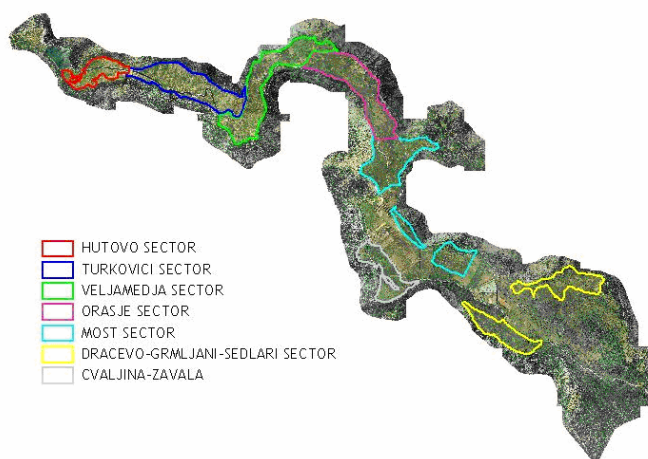 HUTOVO SECTOR
TURKOVICI SECTOR
VELJAMEDJA SECTOR
ORASJE SECTOR
MOST SECTOR
DRACEVO-GRMLJANI-SEDLARI SECTOR
CVALJINA-ZAVALA